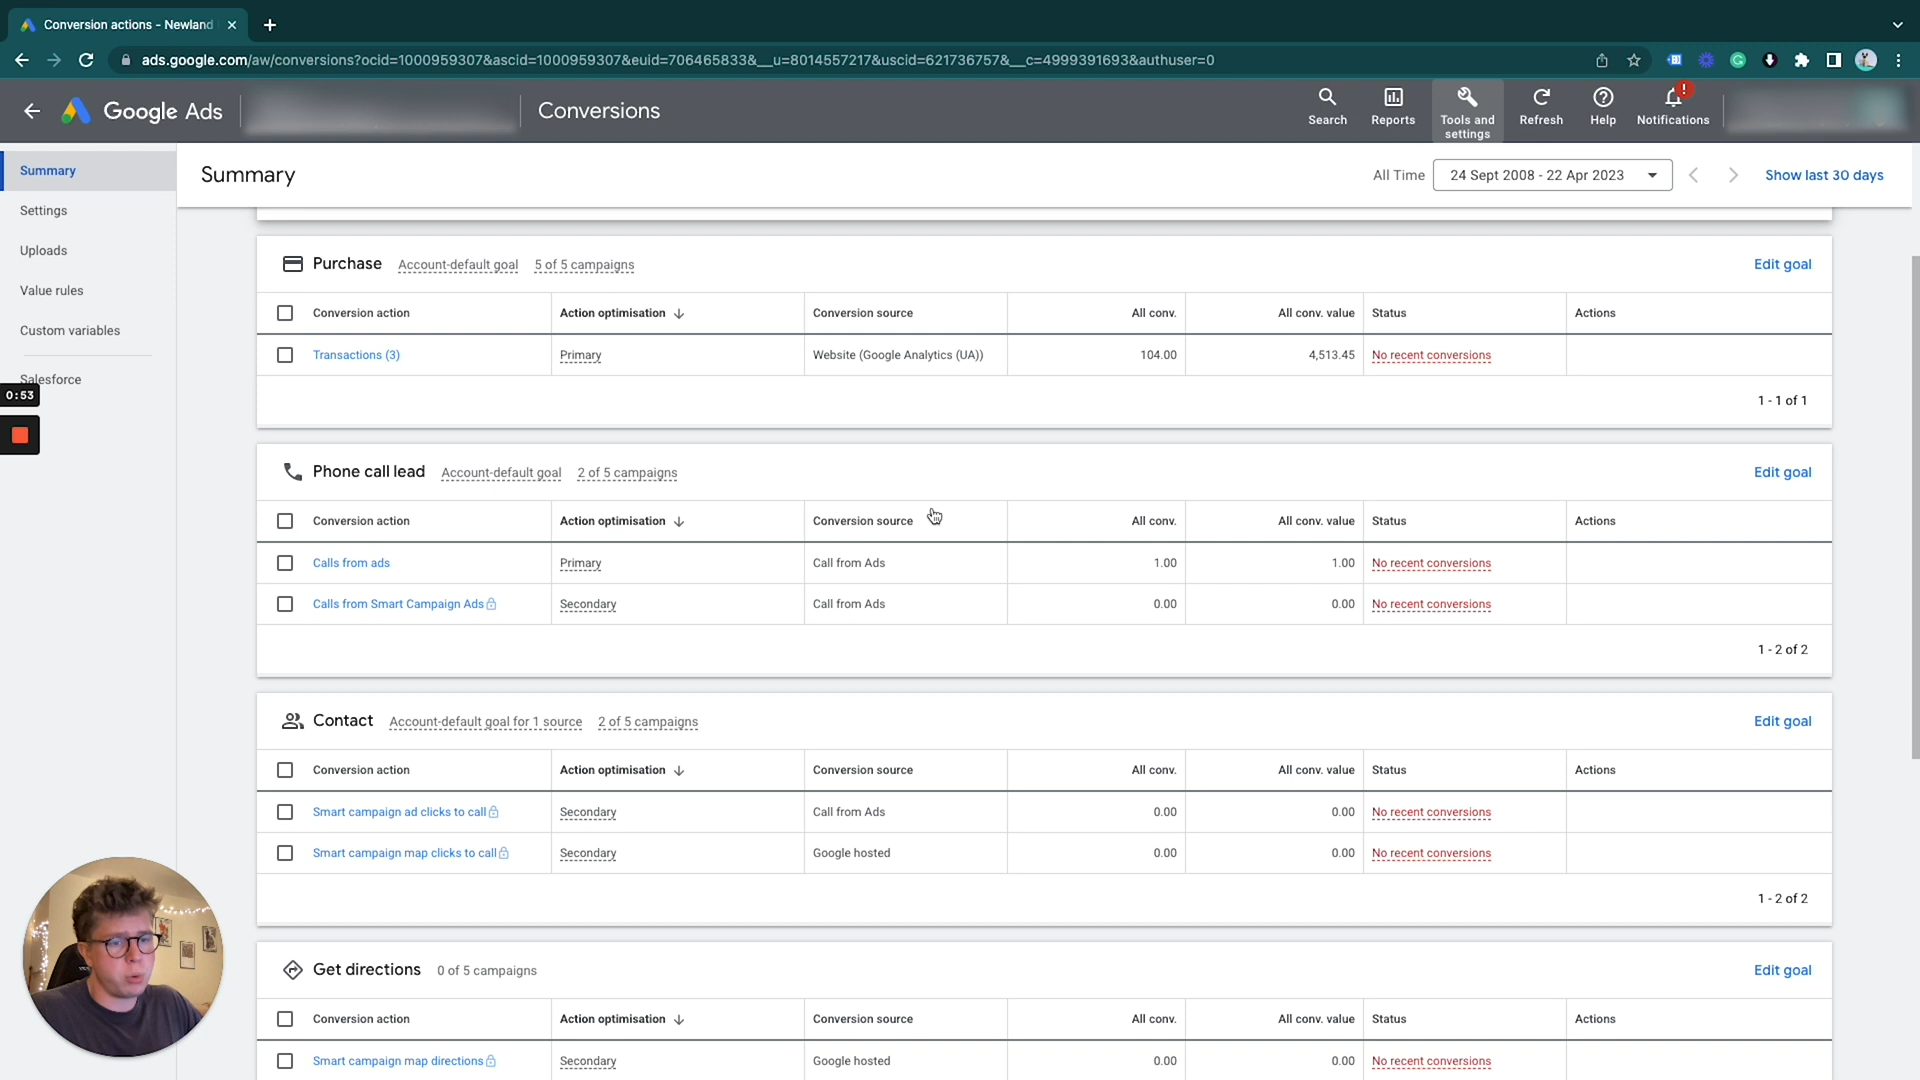 Conversion actions - Newland
ads.google.com/aw/conversions?ocid=1000959307&ascid=1000959307&euid=706465833&__u=8014557217&uscid=621736757&__c=4999391693&authuser=0
Google Ads
Conversions
Search
Reports
Tools and
settings
Refresh
Help
!
Notifications
Summary
Settings
Uploads
Value rules
Custom variables
Salesforce
0:53
Summary
All Time
24 Sept 2008 - 22 Apr 2023
Show last 30 days
Purchase Account-default goal 5 of 5 campaigns Edit goal
Conversion action Action optimisation Conversion source All conv. All conv. value Status Actions
Transactions (3) Primary Website (Google Analytics (UA)) 104.00 4,513.45 No recent conversions
1 - 1 of 1
Phone call lead Account-default goal 2 of 5 campaigns Edit goal
Conversion action Action optimisation Conversion source All conv. All conv. value Status Actions
Calls from ads Primary Call from Ads 1.00 1.00 No recent conversions
Calls from Smart Campaign Ads Secondary Call from Ads 0.00 0.00 No recent conversions
1 - 2 of 2
Contact Account-default goal for 1 source 2 of 5 campaigns Edit goal
Conversion action Action optimisation Conversion source All conv. All conv. value Status Actions
Smart campaign ad clicks to call Secondary Call from Ads 0.00 0.00 No recent conversions
Smart campaign map clicks to call Secondary Google hosted 0.00 0.00 No recent conversions
1 - 2 of 2
Get directions 0 of 5 campaigns Edit goal
Conversion action Action optimisation Conversion source All conv. All conv. value Status Actions
Smart campaign map directions Secondary Google hosted 0.00 0.00 No recent conversions